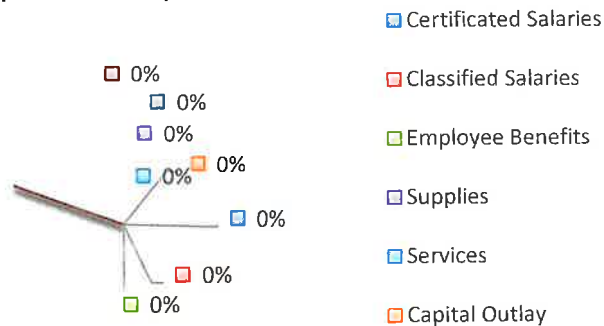 Certificated Salaries
0%
Classified Salaries
0%
0%
Employee Benefits
0%
0%
Supplies
0%
Services
0%
0%
Capital Outlay